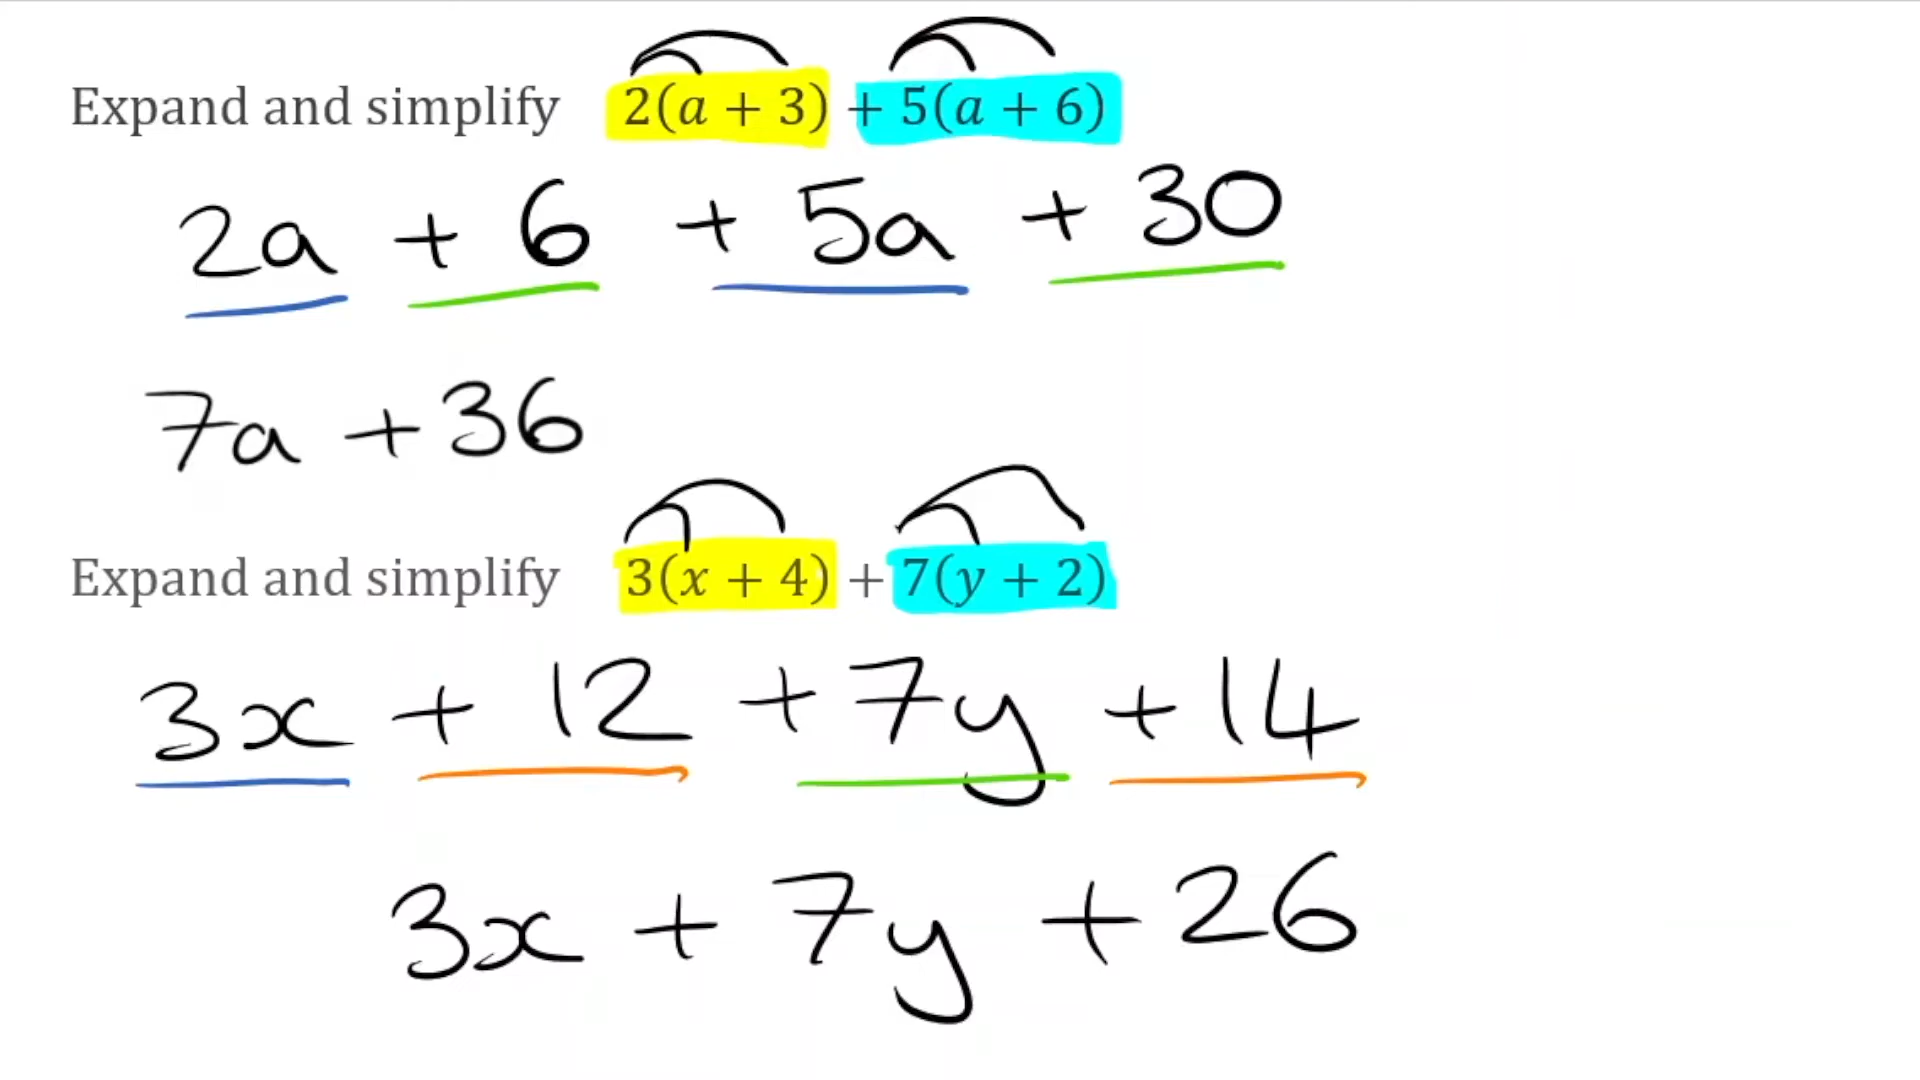 Expand and simplify 2(a + 3) + 5(a + 6)
2a + 6 + 5a + 30
7a + 36
Expand and simplify 3(x + 4) + 7(y + 2)
3x + 12 + 7y + 14
3x + 7y + 26